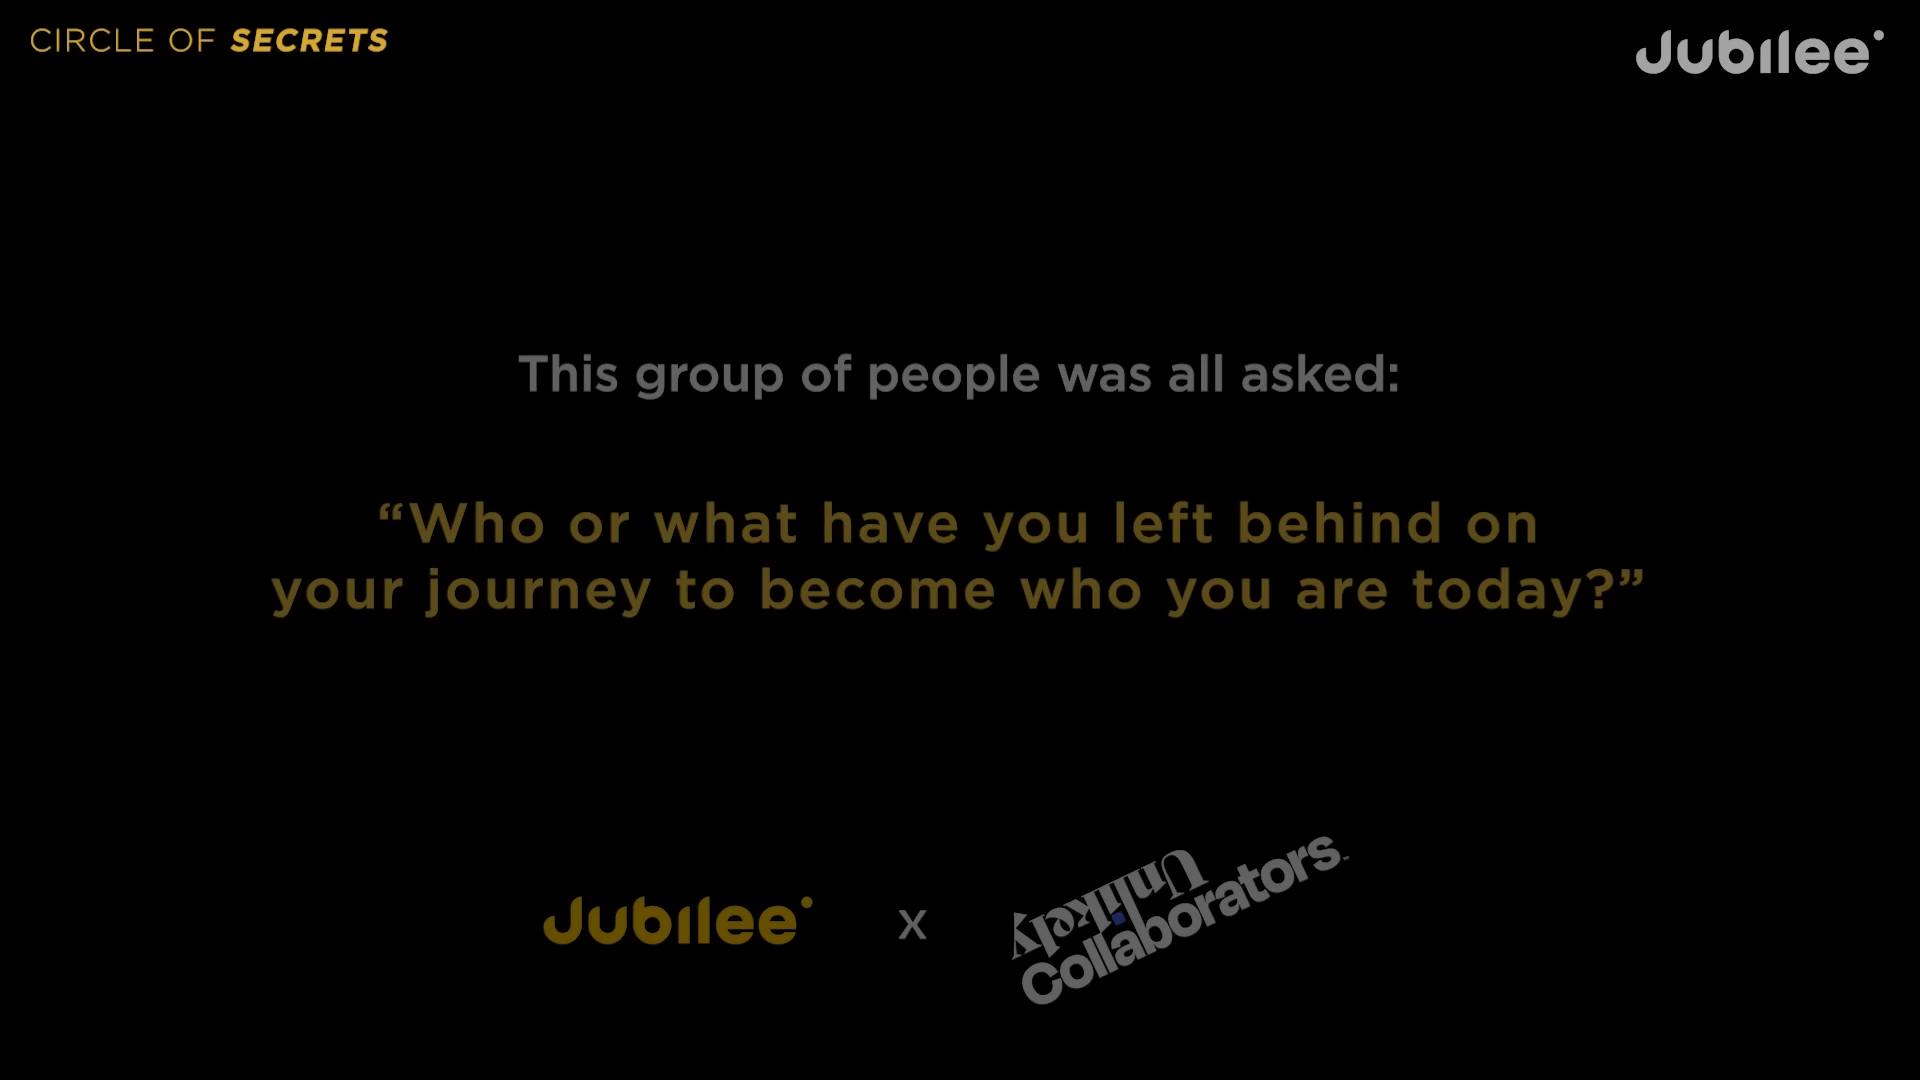 CIRCLE OF SECRETS
Jubilee
This group of people was all asked:
“Who or what have you left behind on
your journey to become who you are today?”
Jubilee X Unlikely
Collaborators